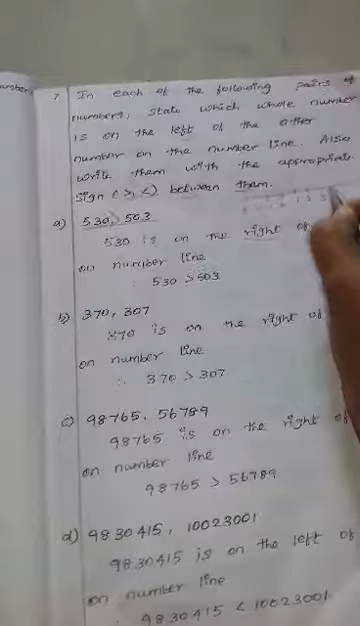 7 In each of the following pairs of
numbers, state which whole number
is on the left of the other
number on the number line. Also
write them with the appropriate
sign (>, <) between them.
a) 530, 503
530 is on the right of
on number line
∴ 530 > 503
b) 370, 307
370 is on the right of
on number line
∴ 370 > 307
c) 98765, 56789
98765 is on the right of
on number line
98765 > 56789
d) 9830415, 10023001
9830415 is on the left of
on number line
∴ 9830415 < 10023001